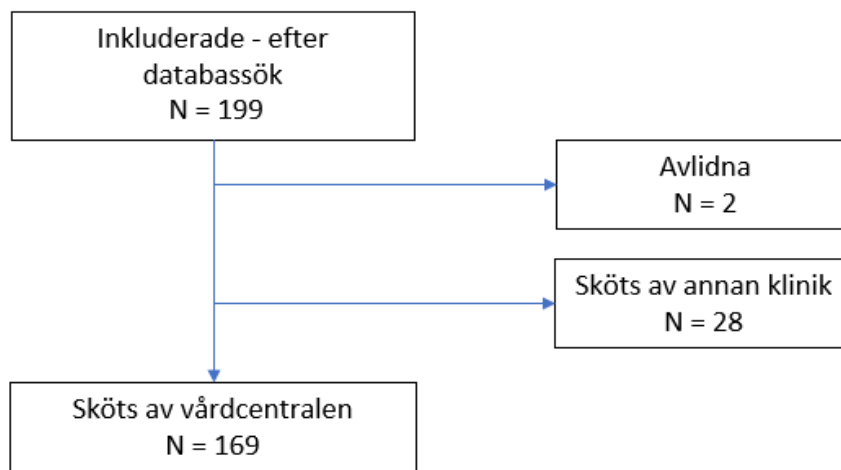 Inkluderade - efter
databassök
N = 199
Avlidna
N = 2
Sköts av annan klinik
N = 28
Sköts av vårdcentralen
N = 169